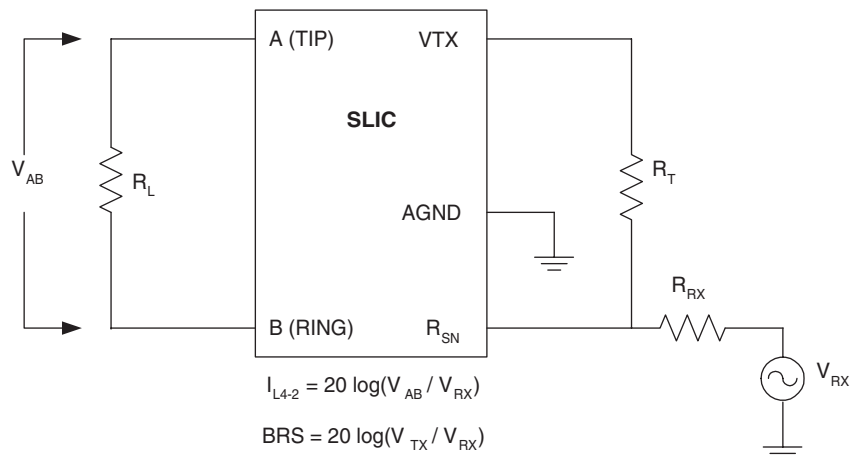 A (TIP)
VTX
SLIC
V_AB
R_L
R_T
AGND
R_RX
B (RING)
R_SN
V_RX
I_L4-2 = 20 log(V_AB / V_RX)
BRS = 20 log(V_TX / V_RX)